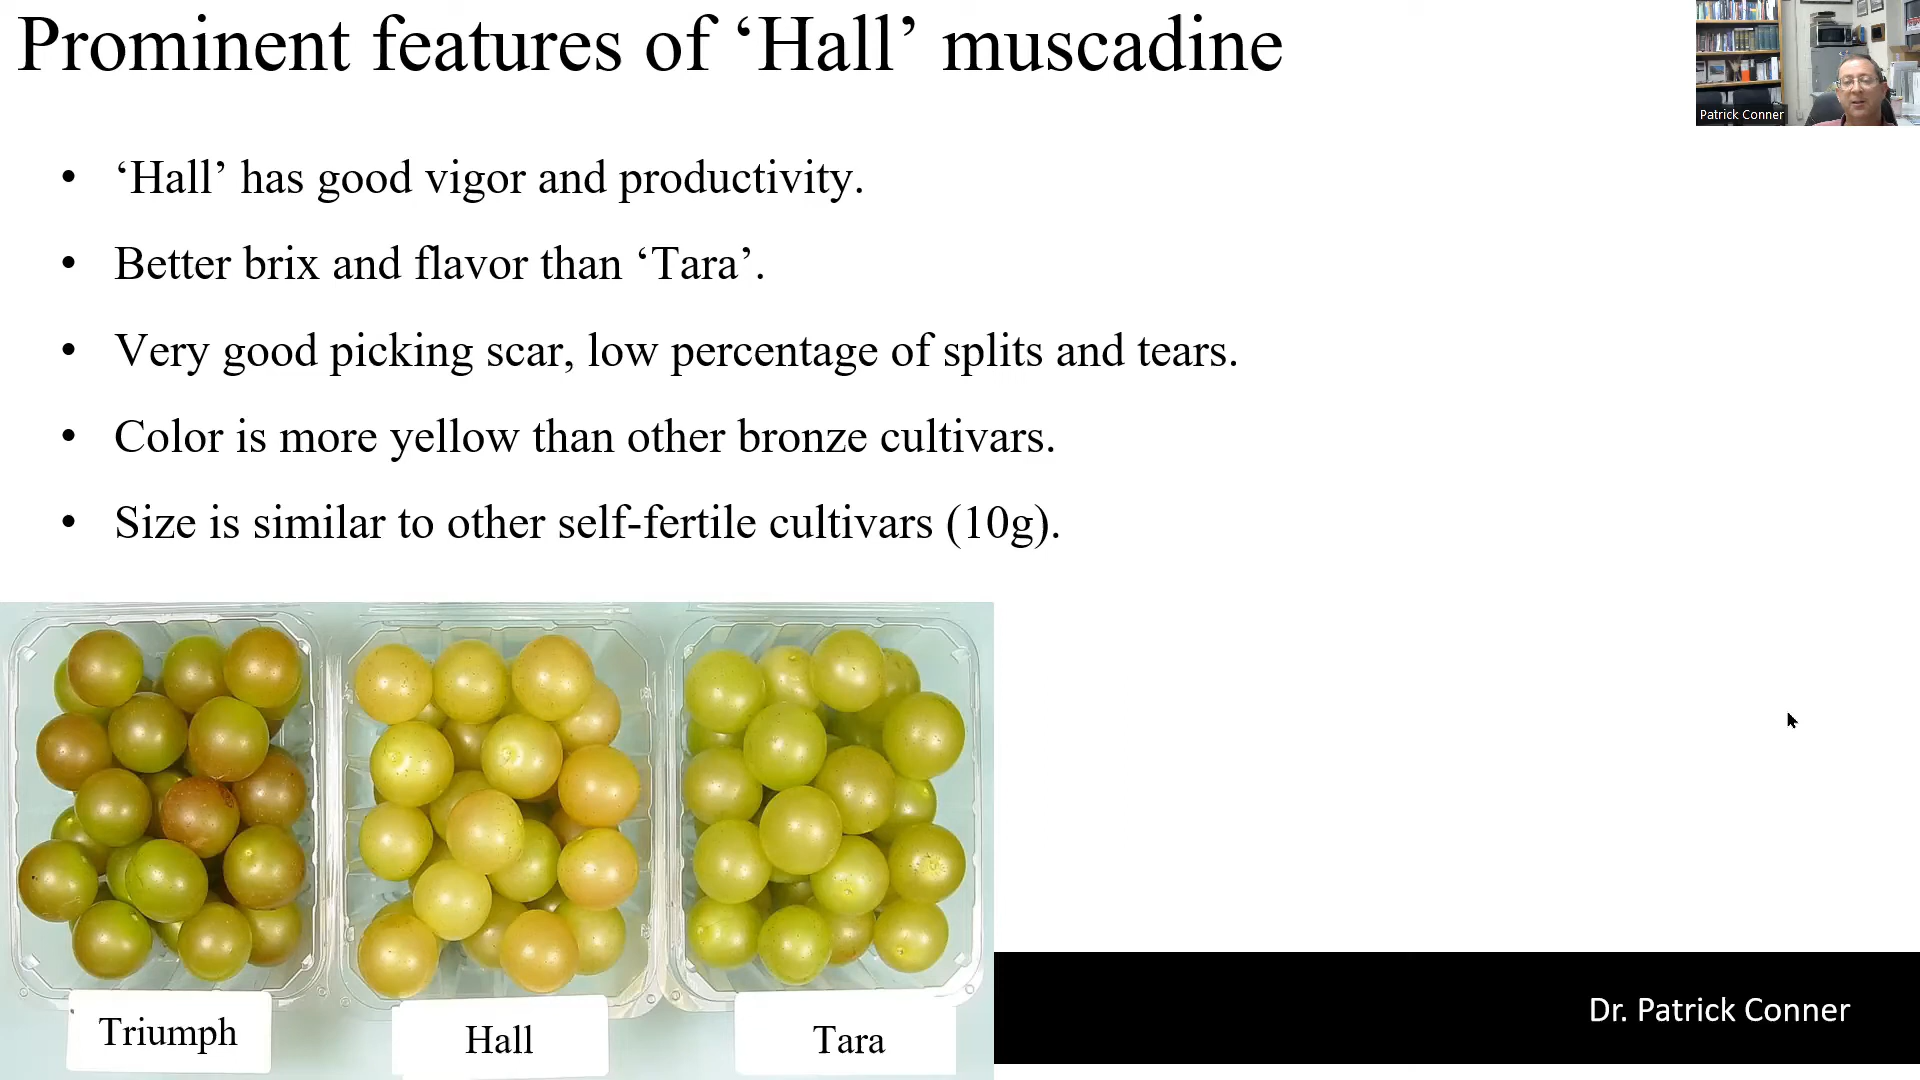 Prominent features of ‘Hall’ muscadine
Patrick Conner
• ‘Hall’ has good vigor and productivity.
• Better brix and flavor than ‘Tara’.
• Very good picking scar, low percentage of splits and tears.
• Color is more yellow than other bronze cultivars.
• Size is similar to other self-fertile cultivars (10g).
Triumph
Hall
Tara
Dr. Patrick Conner